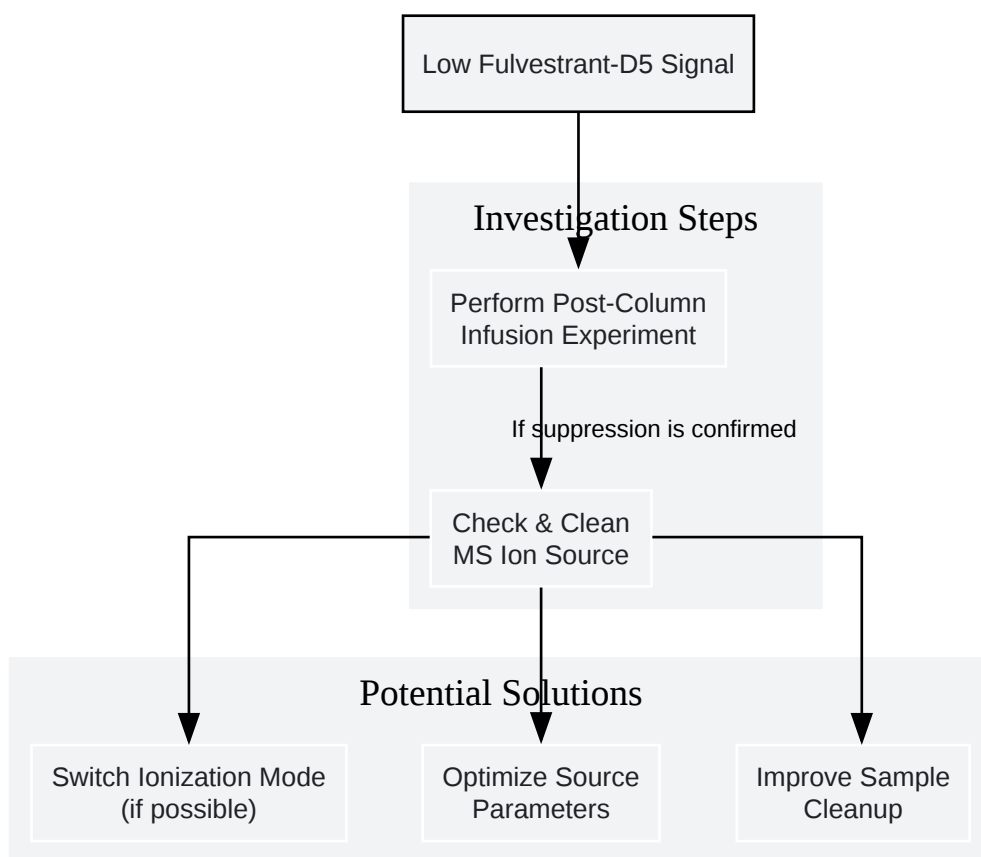 Low Fulvestrant-D5 Signal
Investigation Steps
Perform Post-Column
Infusion Experiment
If suppression is confirmed
Check & Clean
MS Ion Source
Potential Solutions
Switch Ionization Mode
(if possible)
Optimize Source
Parameters
Improve Sample
Cleanup